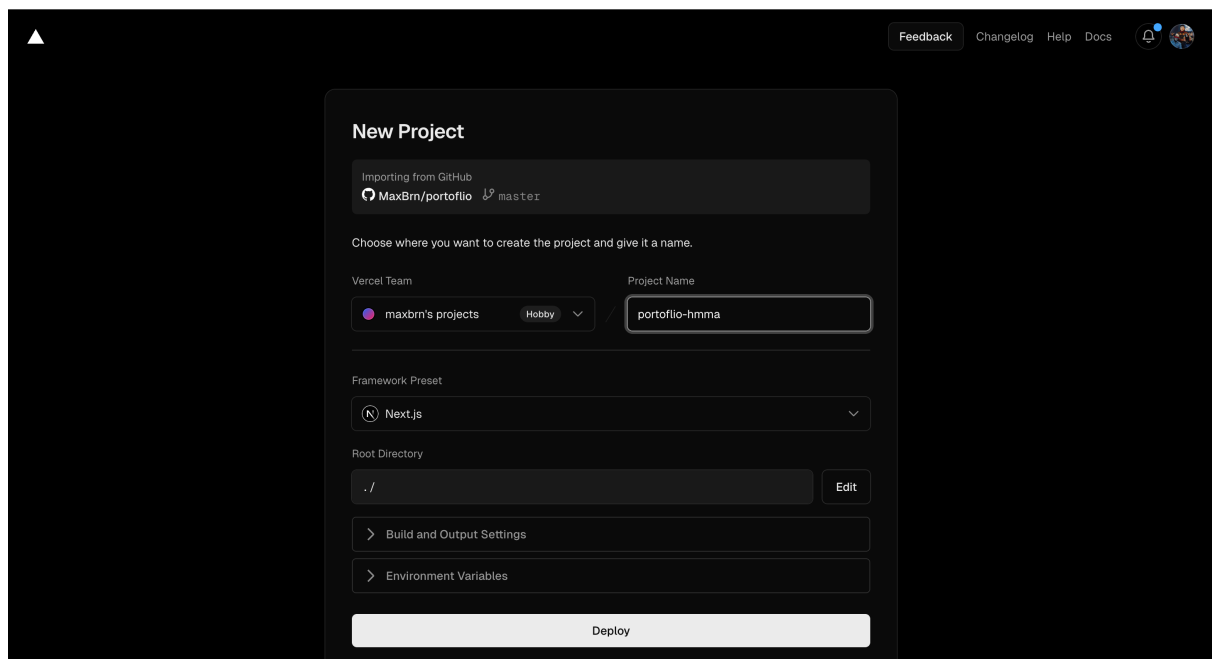 Feedback Changelog Help Docs
New Project
Importing from GitHub
MaxBrn/portoflio master
Choose where you want to create the project and give it a name.
Vercel Team Project Name
maxbrn's projects Hobby / portoflio-hmma
Framework Preset
Next.js
Root Directory
./ Edit
Build and Output Settings
Environment Variables
Deploy